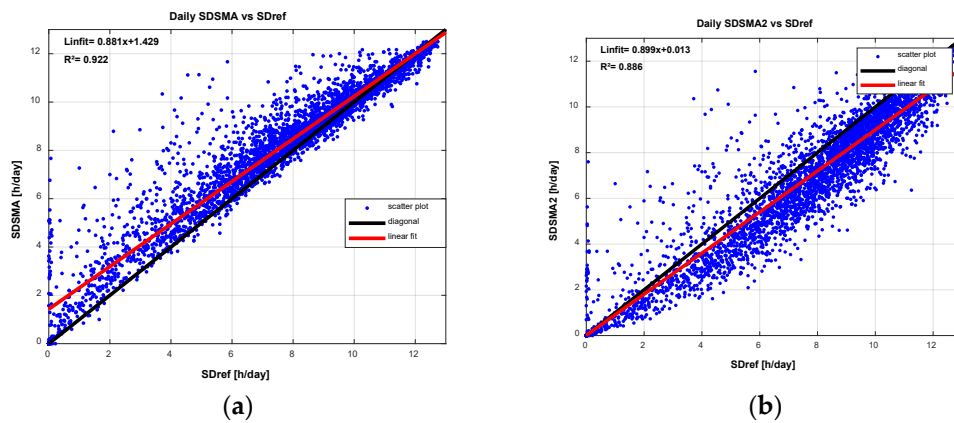 Daily SDSMA vs SDref
Linfit= 0.881x+1.429
R²= 0.922
12
10
8
6
4
2
0
SDSMA [h/day]
scatter plot
diagonal
linear fit
0 2 4 6 8 10 12
SDref [h/day]
(a)
Daily SDSMA2 vs SDref
Linfit= 0.899x+0.013
R²= 0.886
scatter plot
diagonal
linear fit
12
10
8
6
4
2
0
SDSMA2 [h/day]
0 2 4 6 8 10 12
SDref [h/day]
(b)